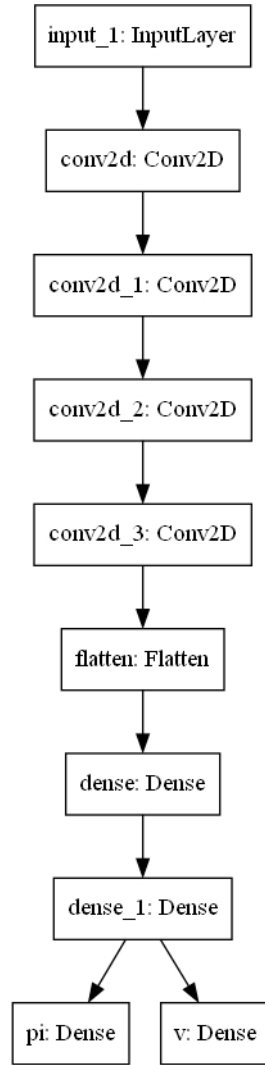 input_1: InputLayer
conv2d: Conv2D
conv2d_1: Conv2D
conv2d_2: Conv2D
conv2d_3: Conv2D
flatten: Flatten
dense: Dense
dense_1: Dense
pi: Dense
v: Dense